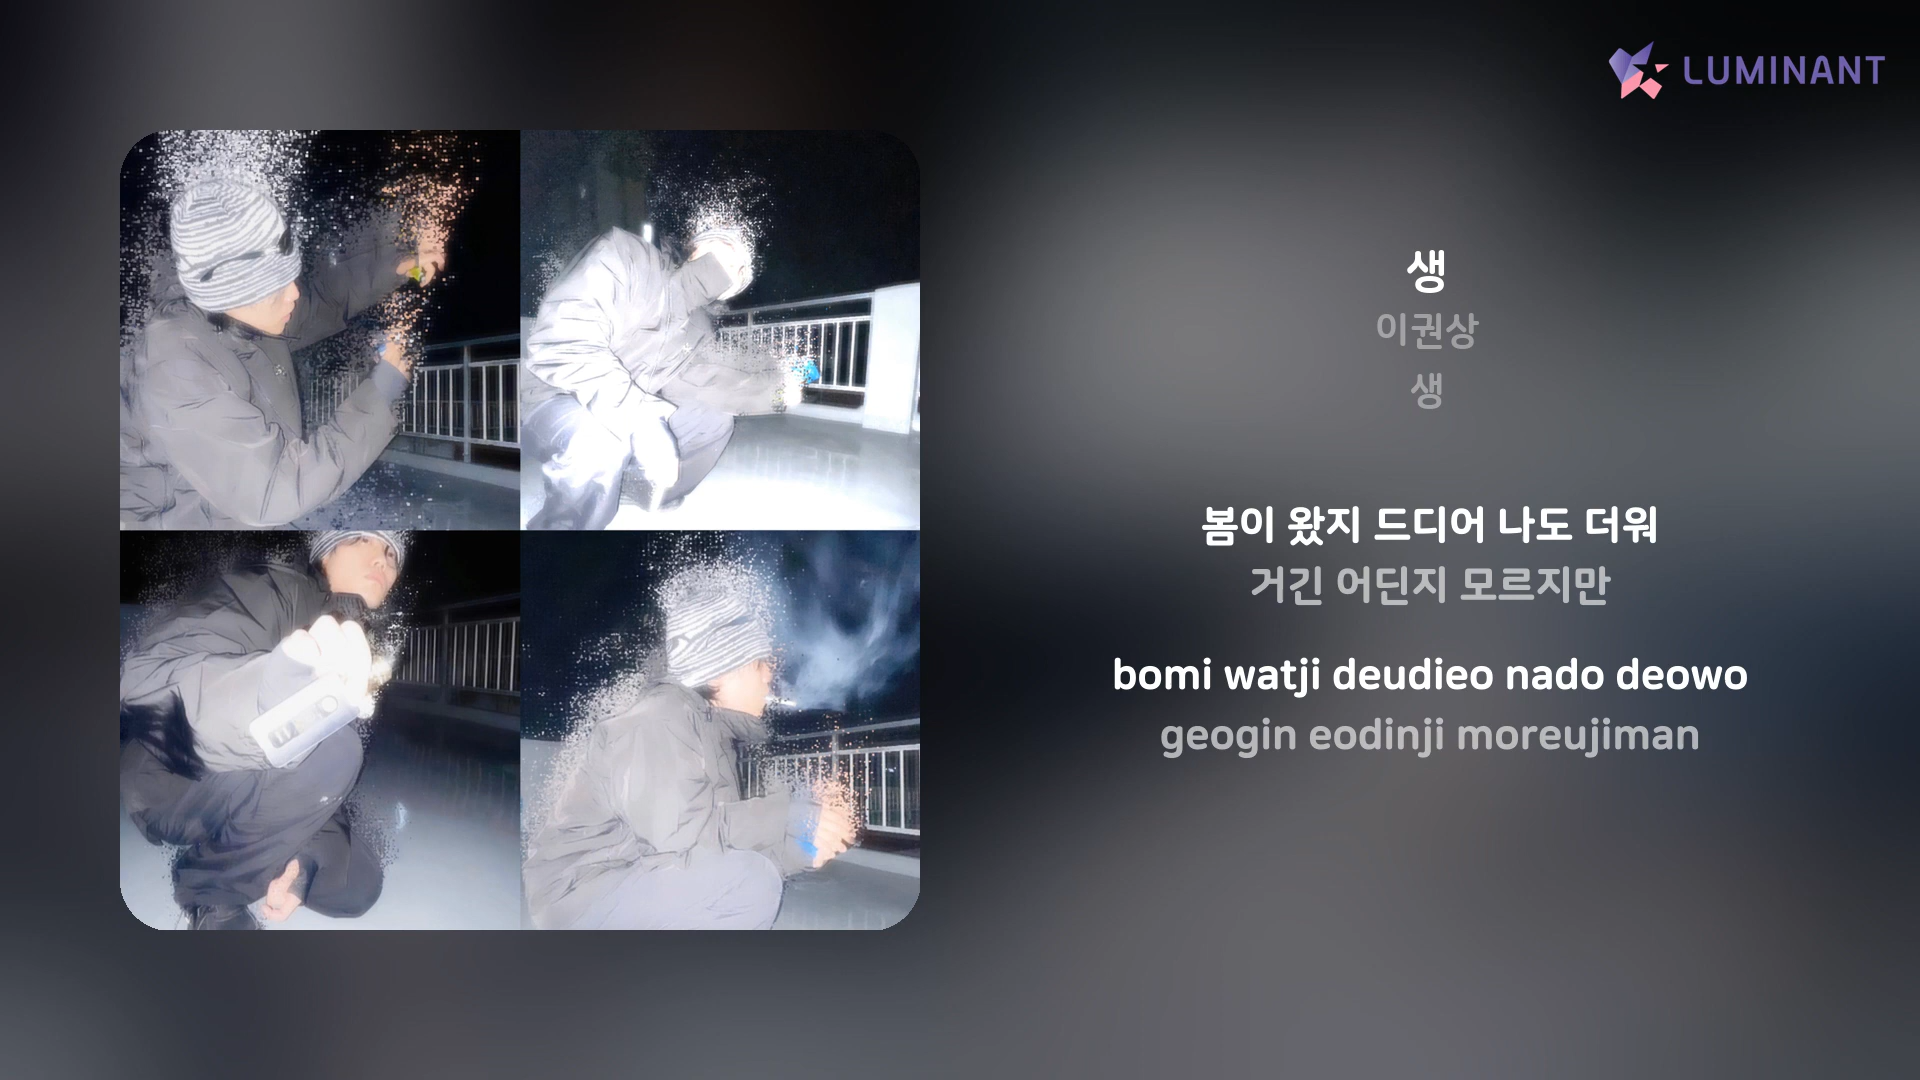 LUMINANT
생
이권상
생
봄이 왔지 드디어 나도 더워
거긴 어딘지 모르지만
bomi watji deudieo nado deowo
geogin eodinji moreujiman